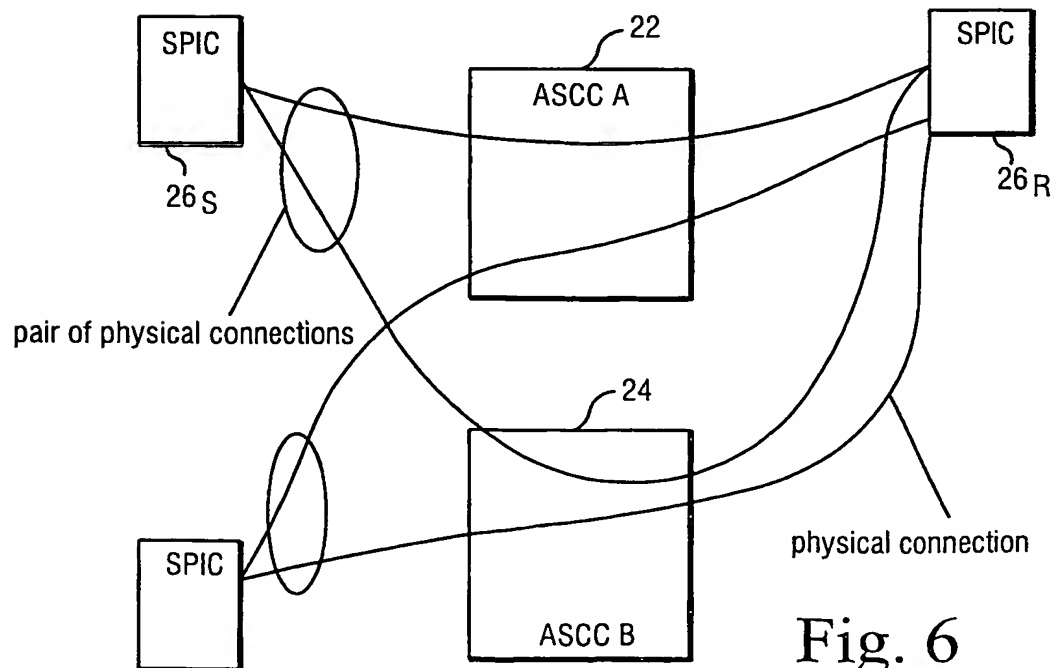 SPIC
22
SPIC
ASCC A
26S
26R
pair of physical connections
24
physical connection
SPIC
ASCC B
Fig. 6